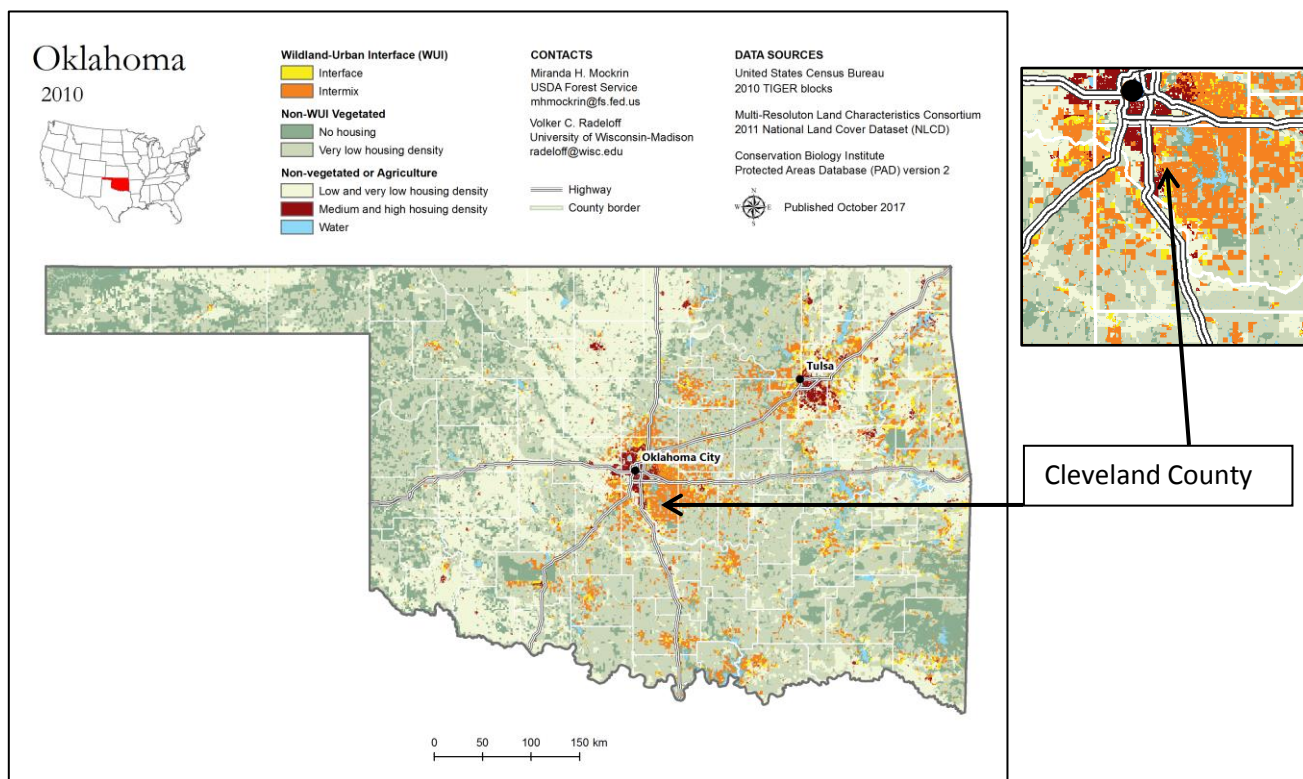 Oklahoma
2010
Wildland-Urban Interface (WUI)
Interface
Intermix
Non-WUI Vegetated
No housing
Very low housing density
Non-vegetated or Agriculture
Low and very low housing density
Medium and high housing density
Water
CONTACTS
Miranda H. Mockrin
USDA Forest Service
mhmockrin@fs.fed.us
Volker C. Radeloff
University of Wisconsin-Madison
radeloff@wisc.edu
Highway
County border
DATA SOURCES
United States Census Bureau
2010 TIGER blocks
Multi-Resoluton Land Characteristics Consortium
2011 National Land Cover Dataset (NLCD)
Conservation Biology Institute
Protected Areas Database (PAD) version 2
N
W E
S
Published October 2017
Tulsa
Oklahoma City
Cleveland County
0 50 100 150 km